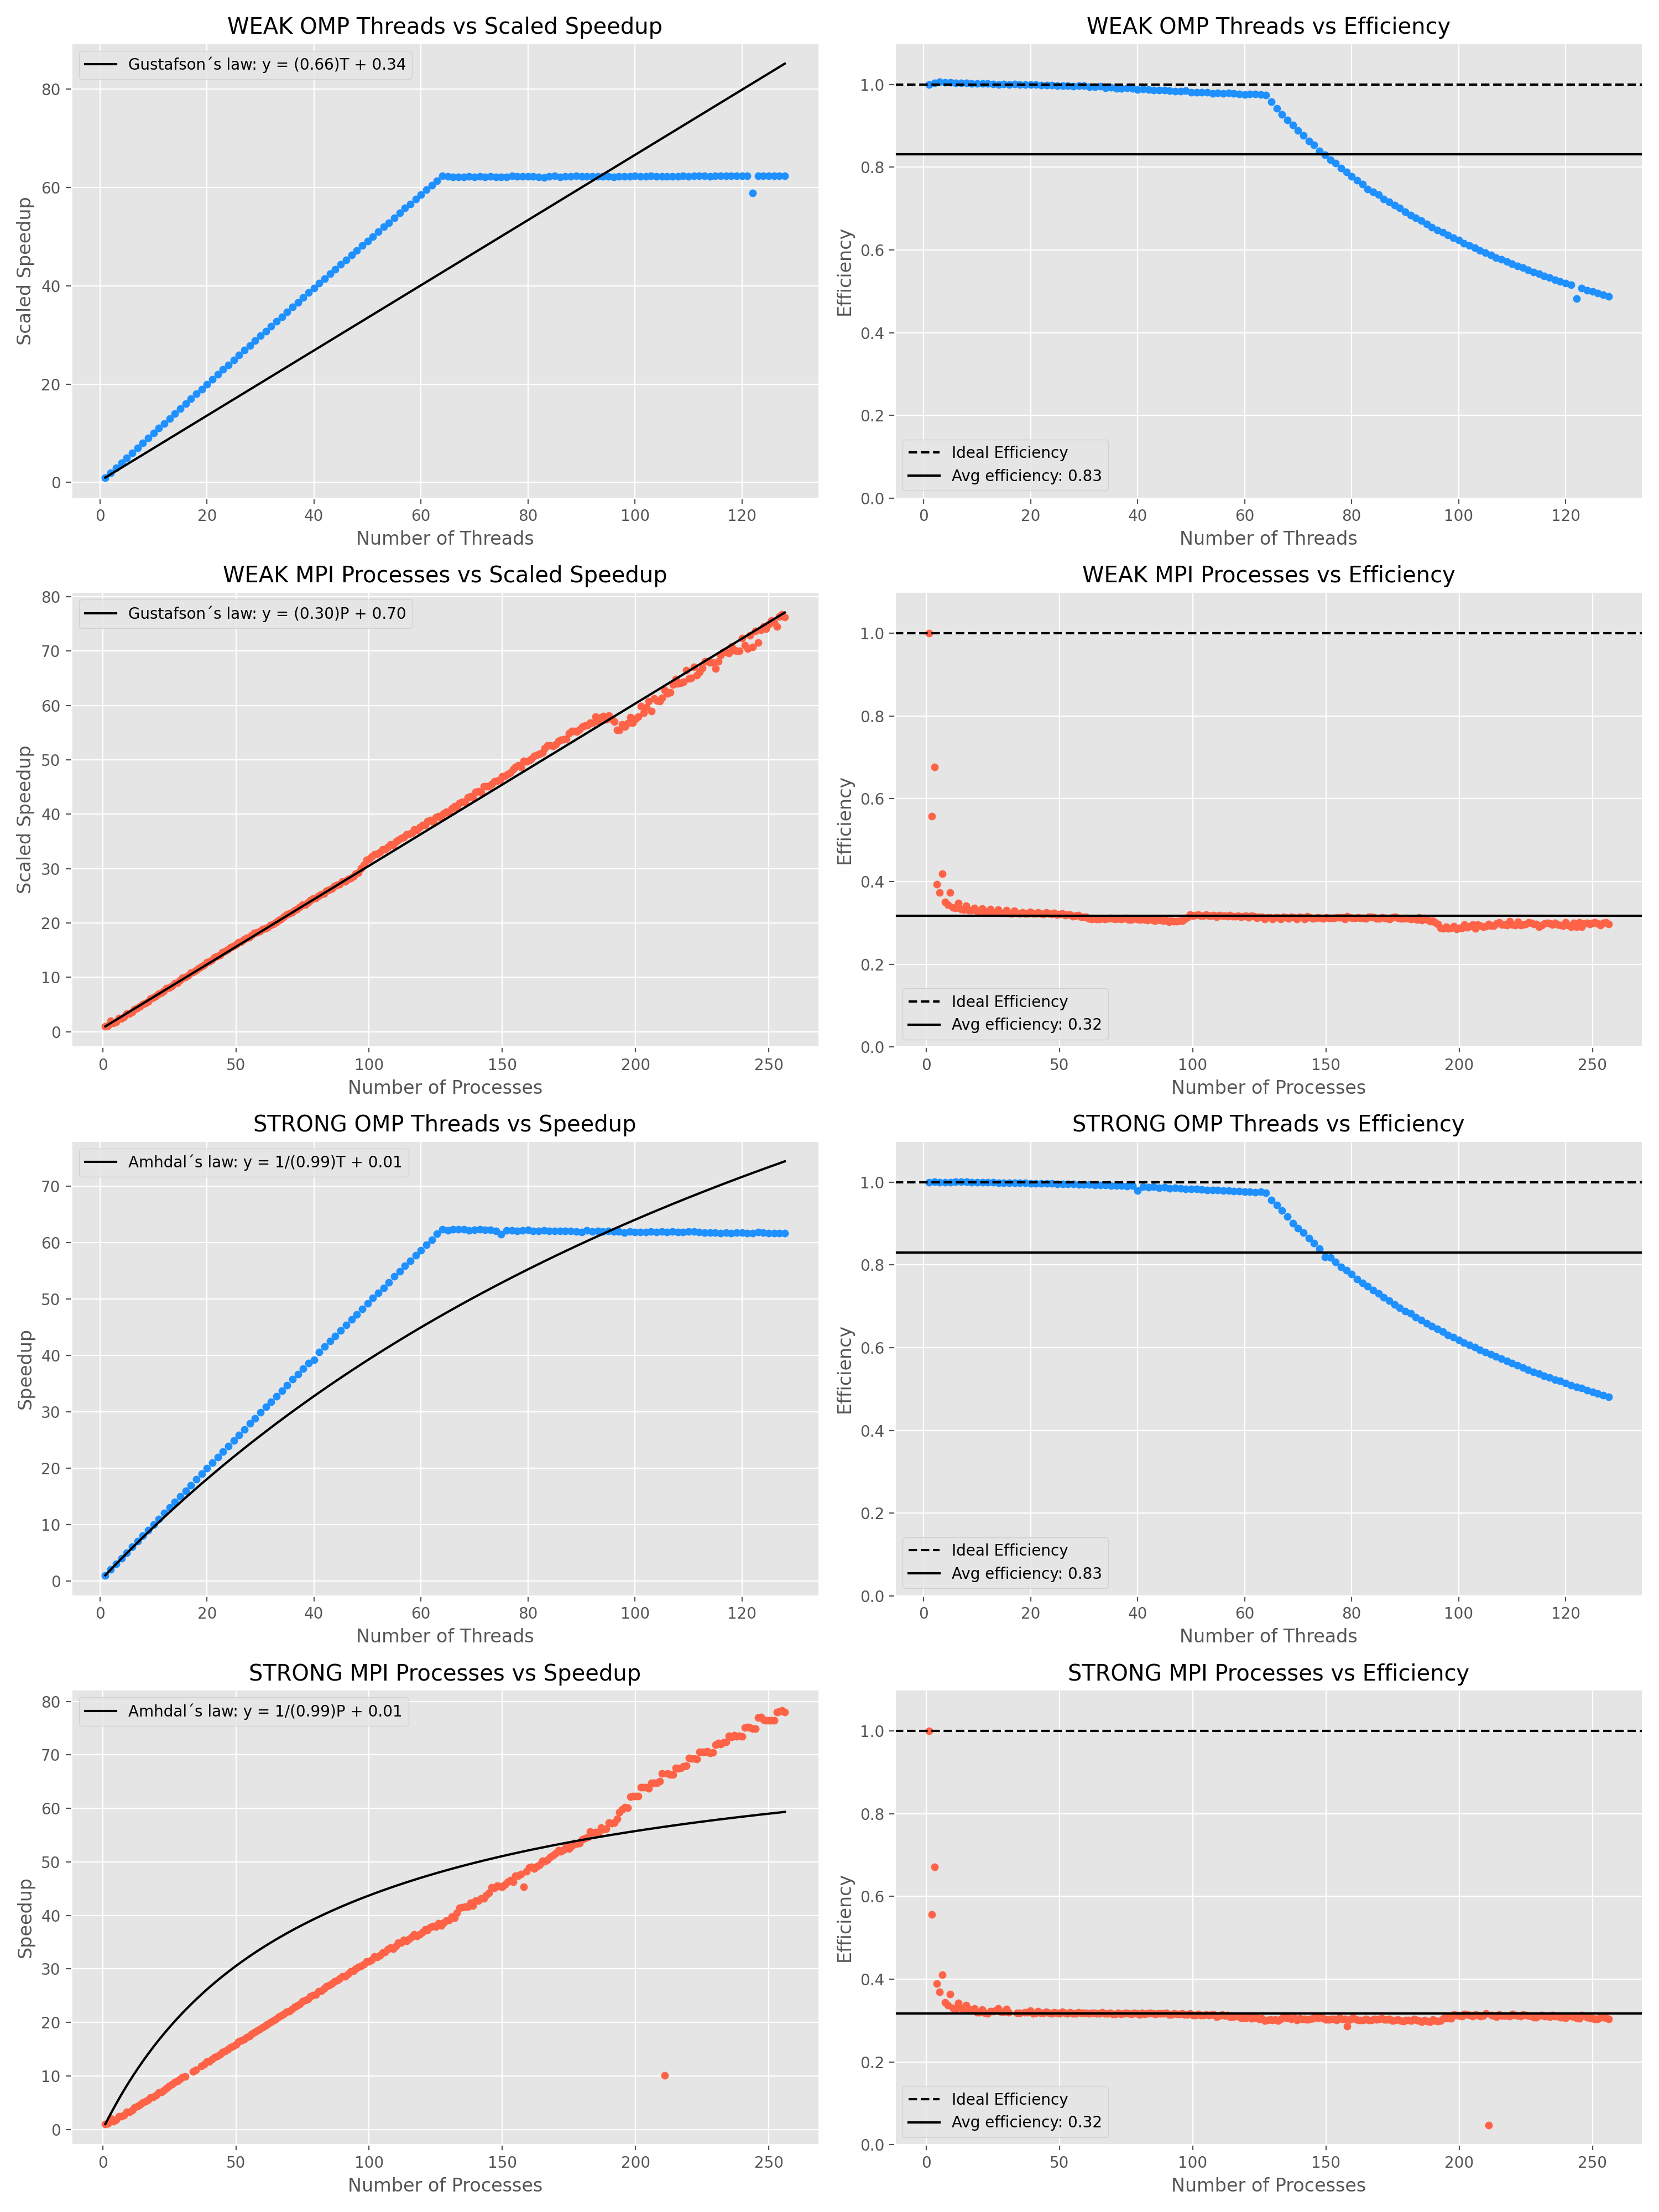 WEAK OMP Threads vs Scaled Speedup
Gustafson´s law: y = (0.66)T + 0.34
Scaled Speedup
80
60
40
20
0
0 20 40 60 80 100 120
Number of Threads
WEAK OMP Threads vs Efficiency
Efficiency
1.0
0.8
0.6
0.4
0.2
0.0
Ideal Efficiency
Avg efficiency: 0.83
0 20 40 60 80 100 120
Number of Threads
WEAK MPI Processes vs Scaled Speedup
Gustafson´s law: y = (0.30)P + 0.70
Scaled Speedup
80
70
60
50
40
30
20
10
0
0 50 100 150 200 250
Number of Processes
WEAK MPI Processes vs Efficiency
Efficiency
1.0
0.8
0.6
0.4
0.2
0.0
Ideal Efficiency
Avg efficiency: 0.32
0 50 100 150 200 250
Number of Processes
STRONG OMP Threads vs Speedup
Amhdal´s law: y = 1/(0.99)T + 0.01
Speedup
70
60
50
40
30
20
10
0
0 20 40 60 80 100 120
Number of Threads
STRONG OMP Threads vs Efficiency
Efficiency
1.0
0.8
0.6
0.4
0.2
0.0
Ideal Efficiency
Avg efficiency: 0.83
0 20 40 60 80 100 120
Number of Threads
STRONG MPI Processes vs Speedup
Amhdal´s law: y = 1/(0.99)P + 0.01
Speedup
80
70
60
50
40
30
20
10
0
0 50 100 150 200 250
Number of Processes
STRONG MPI Processes vs Efficiency
Efficiency
1.0
0.8
0.6
0.4
0.2
0.0
Ideal Efficiency
Avg efficiency: 0.32
0 50 100 150 200 250
Number of Processes